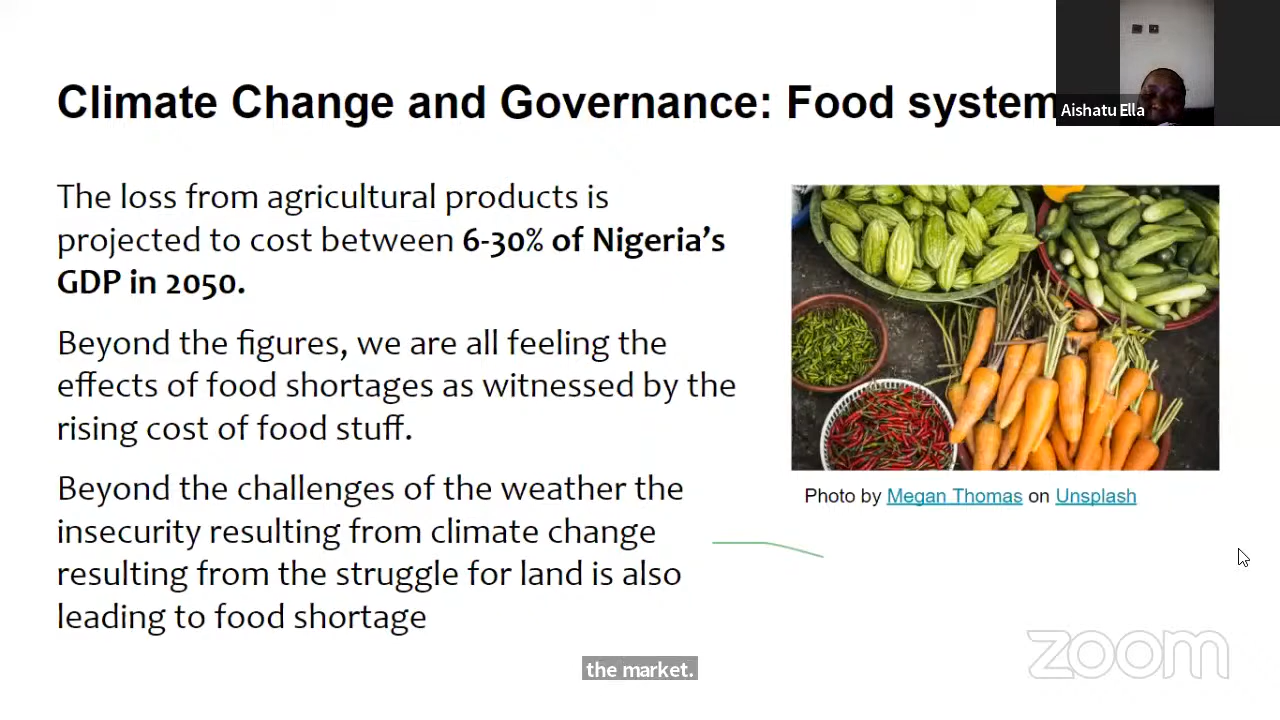 Climate Change and Governance: Food system
Aishatu Ella
The loss from agricultural products is
projected to cost between 6-30% of Nigeria’s
GDP in 2050.
Beyond the figures, we are all feeling the
effects of food shortages as witnessed by the
rising cost of food stuff.
Beyond the challenges of the weather the
insecurity resulting from climate change
resulting from the struggle for land is also
leading to food shortage
Photo by Megan Thomas on Unsplash
zoom
the market.